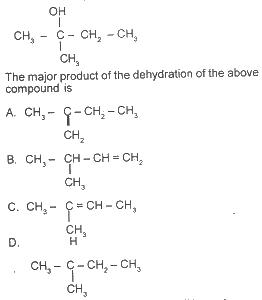 OH
CH₃ – C – CH₂ – CH₃
CH₃
The major product of the dehydration of the above
compound is
A. CH₃ – C – CH₂ – CH₃
CH₂
B. CH₃ – CH – CH = CH₂
CH₃
C. CH₃ – C = CH – CH₃
CH₃
D. H
CH₃ – C – CH₂ – CH₃
CH₃